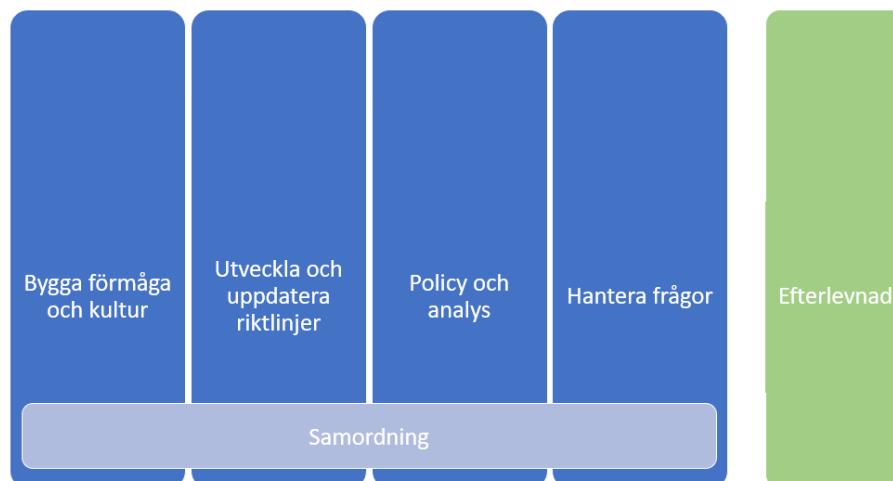 Bygga förmåga
och kultur
Utveckla och
uppdatera
riktlinjer
Policy och
analys
Hantera frågor
Efterlevnad
Samordning